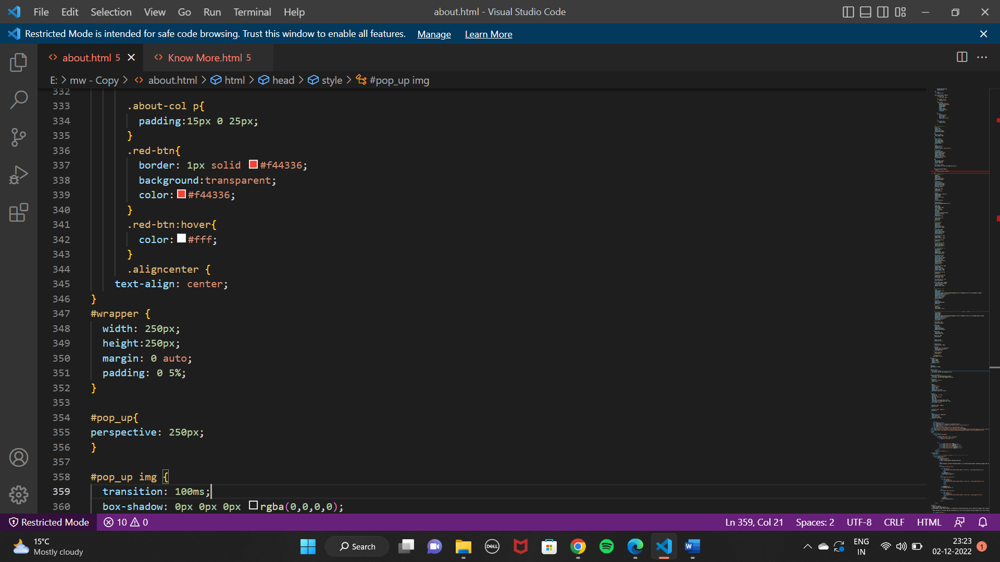 File Edit Selection View Go Run Terminal Help about.html - Visual Studio Code
Restricted Mode is intended for safe code browsing. Trust this window to enable all features. Manage Learn More
about.html 5 Know More.html 5
E: > mw - Copy > about.html > html > head > style > #pop_up img
332
333 .about-col p{
334 padding:15px 0 25px;
335 }
336 .red-btn{
337 border: 1px solid #f44336;
338 background:transparent;
339 color: #f44336;
340 }
341 .red-btn:hover{
342 color: #fff;
343 }
344 .aligncenter {
345 text-align: center;
346 }
347 #wrapper {
348 width: 250px;
349 height:250px;
350 margin: 0 auto;
351 padding: 0 5%;
352 }
353
354 #pop_up{
355 perspective: 250px;
356 }
357
358 #pop_up img {
359 transition: 100ms;
360 box-shadow: 0px 0px 0px rgba(0,0,0,0);
Restricted Mode 10 0 Ln 359, Col 21 Spaces: 2 UTF-8 CRLF HTML
15°C
Mostly cloudy
Search
DELL
W
ENG
IN
23:23
02-12-2022
1